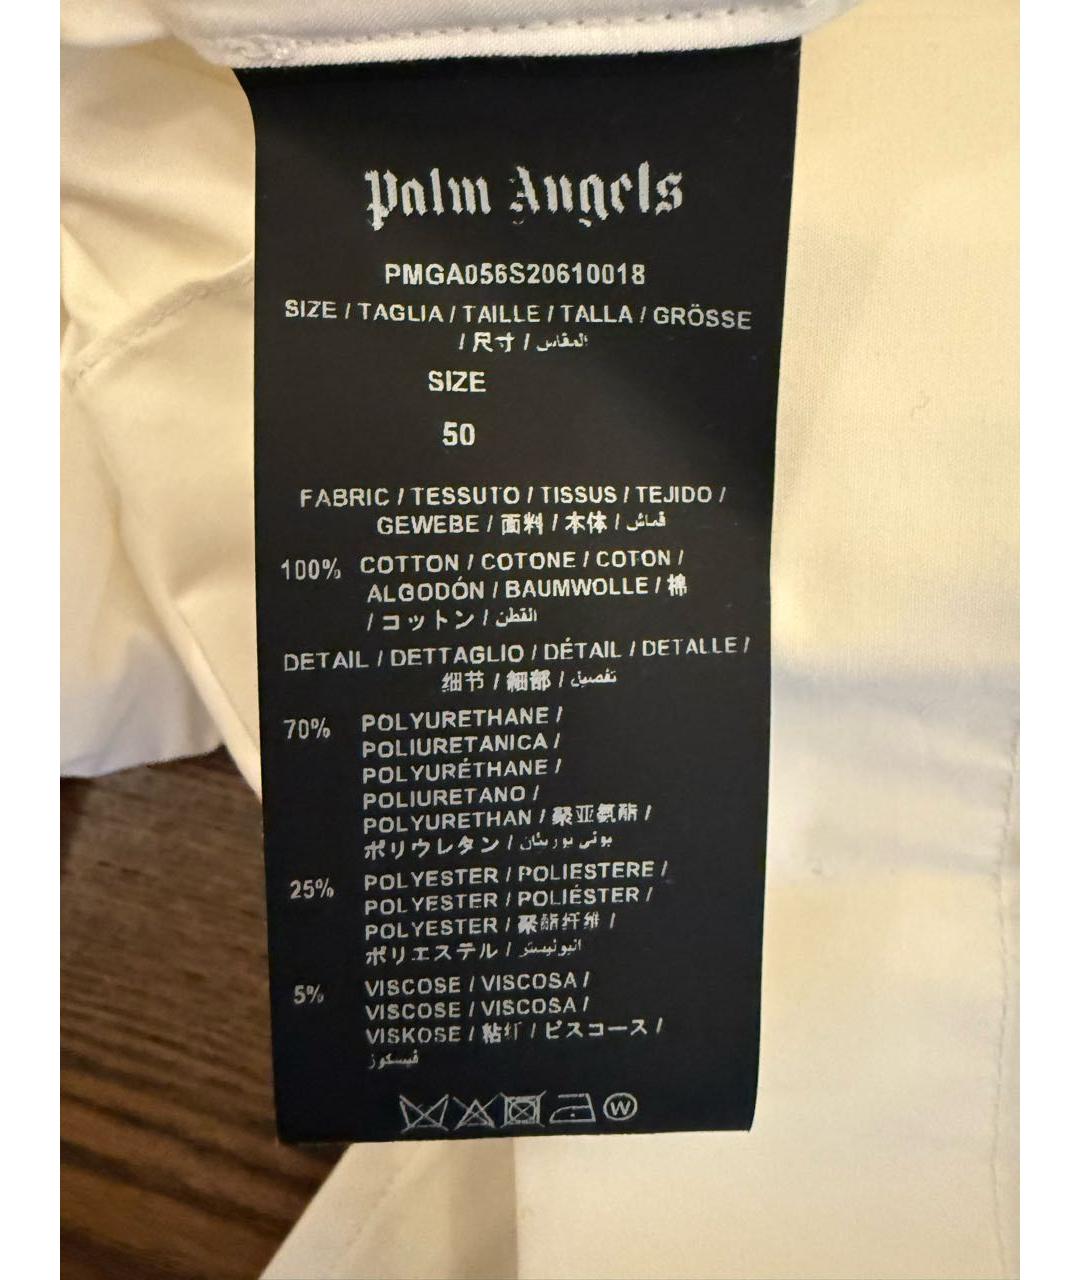 Palm Angels
PMGA056S20610018
SIZE / TAGLIA / TAILLE / TALLA / GRÖSSE
/ 尺寸 / المقاس
SIZE
50
FABRIC / TESSUTO / TISSUS / TEJIDO /
GEWEBE / 面料 / 本体 / قماش
100% COTTON / COTONE / COTON /
ALGODÓN / BAUMWOLLE / 棉
/ コットン / القطن
DETAIL / DETTAGLIO / DÉTAIL / DETALLE /
细节 / 細部 / تفصيل
70% POLYURETHANE /
POLIURETANICA /
POLYURÉTHANE /
POLIURETANO /
POLYURETHAN / 聚亚氨酯 /
ポリウレタン /
25% POLYESTER / POLIESTERE /
POLYESTER / POLIÉSTER /
POLYESTER / 聚酯纤维 /
ポリエステル /
5% VISCOSE / VISCOSA /
VISCOSE / VISCOSA /
VISKOSE / 粘纤 / ビスコース /
فيسكوز
W